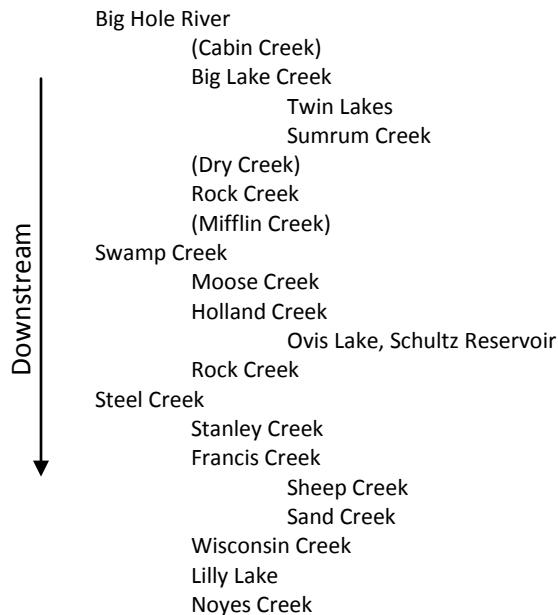 Big Hole River
(Cabin Creek)
Big Lake Creek
Twin Lakes
Sumrum Creek
(Dry Creek)
Rock Creek
(Mifflin Creek)
Swamp Creek
Moose Creek
Holland Creek
Ovis Lake, Schultz Reservoir
Rock Creek
Steel Creek
Stanley Creek
Francis Creek
Sheep Creek
Sand Creek
Wisconsin Creek
Lilly Lake
Noyes Creek
Downstream